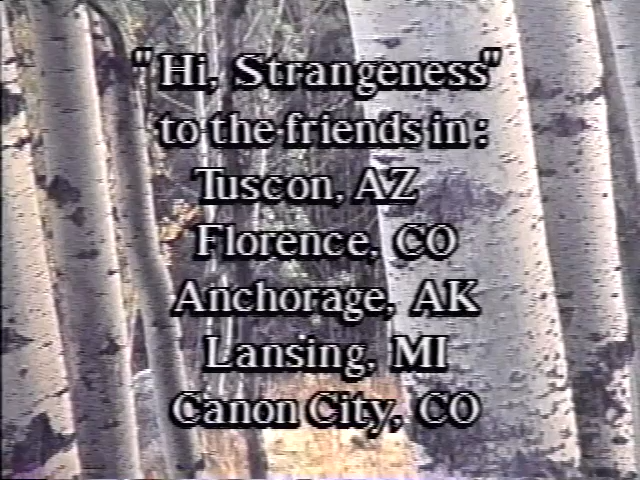 "Hi, Strangeness"
to the friends in:
Tuscon, AZ
Florence, CO
Anchorage, AK
Lansing, MI
Canon City, CO